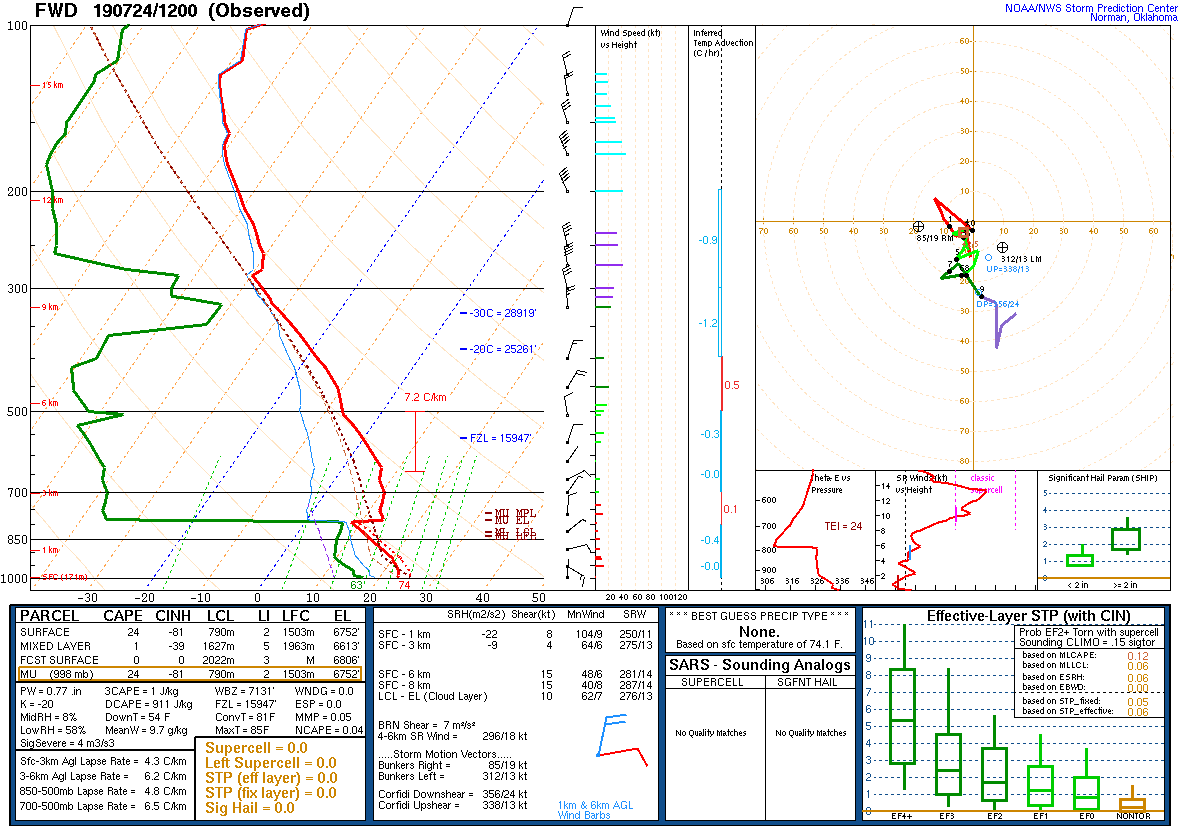 FWD 190724/1200 (Observed)
NOAA/NWS Storm Prediction Center
Norman, Oklahoma
100
200
300
400
500
700
850
1000
15 km
12 km
9 km
6 km
3 km
1 km
SFC (171m)
-30C = 28919'
-20C = 25261'
7.2 C/km
FZL = 15947'
MU MPL
MU EL
63
74
-30 -20 -10 0 10 20 30 40 50
Wind Speed (kt)
vs Height
20 40 60 80 100 120
Inferred
Temp Advection
(C / hr)
-0.9
-1.2
0.5
-0.3
-0.0
0.1
-0.4
-0.0
60
50
40
30
20
10
70 60 50 40 30 20 10 20 30 40 50 60
20
30
40
50
60
70
80
85/19 RM
312/13 LM
UP=338/13
DP=356/24
Theta-E vs
Pressure
600
700
800
900
TEI = 24
306 316 326 336 346
SR Wind (kt)
vs Height
classic
supercell
14
12
10
8
6
4
2
Significant Hail Param (SHIP)
5
4
3
2
1
0
< 2 in >= 2 in
PARCEL CAPE CINH LCL LI LFC EL
SURFACE 24 -81 790m 2 1503m 6752'
MIXED LAYER 1 -39 1627m 5 1963m 6613'
FCST SURFACE 0 0 2022m 3 M 6806'
MU (998 mb) 24 -81 790m 2 1503m 6752'
PW = 0.77 .in 3CAPE = 1 J/kg WBZ = 7131' WNDG = 0.0
K = -20 DCAPE = 911 J/kg FZL = 15947' ESP = 0.0
MidRH = 8% DownT = 54 F ConvT = 81F MMP = 0.05
LowRH = 58% MeanW = 9.7 g/kg MaxT = 85F NCAPE = 0.04
SigSevere = 4 m3/s3
Sfc-3km Agl Lapse Rate = 4.3 C/km
3-6km Agl Lapse Rate = 6.2 C/km
850-500mb Lapse Rate = 4.8 C/km
700-500mb Lapse Rate = 6.5 C/km
Supercell = 0.0
Left Supercell = 0.0
STP (eff layer) = 0.0
STP (fix layer) = 0.0
Sig Hail = 0.0
SRH(m2/s2) Shear(kt) MnWind SRW
SFC - 1 km -22 8 104/9 250/11
SFC - 3 km -9 4 64/6 275/13
SFC - 6 km 15 48/6 281/14
SFC - 8 km 15 40/8 287/14
LCL - EL (Cloud Layer) 10 62/7 276/13
BRN Shear = 7 m²/s²
4-6km SR Wind = 296/18 kt
.....Storm Motion Vectors.....
Bunkers Right = 85/19 kt
Bunkers Left = 312/13 kt
Corfidi Downshear = 356/24 kt
Corfidi Upshear = 338/13 kt
1km & 6km AGL
Wind Barbs
* * * BEST GUESS PRECIP TYPE * * *
None.
Based on sfc temperature of 74.1 F.
SARS - Sounding Analogs
SUPERCELL SGFNT HAIL
No Quality Matches No Quality Matches
Effective-Layer STP (with CIN)
Prob EF2+ Torn with supercell
Sounding CLIMO = .15 sigtor
based on MLCAPE: 0.12
based on MLLCL: 0.06
based on ESRH: 0.06
based on EBWD: 0.00
based on STP_fixed: 0.05
based on STP_effective: 0.06
11
10
9
8
7
6
5
4
3
2
1
0
EF4+ EF3 EF2 EF1 EF0 NONTOR